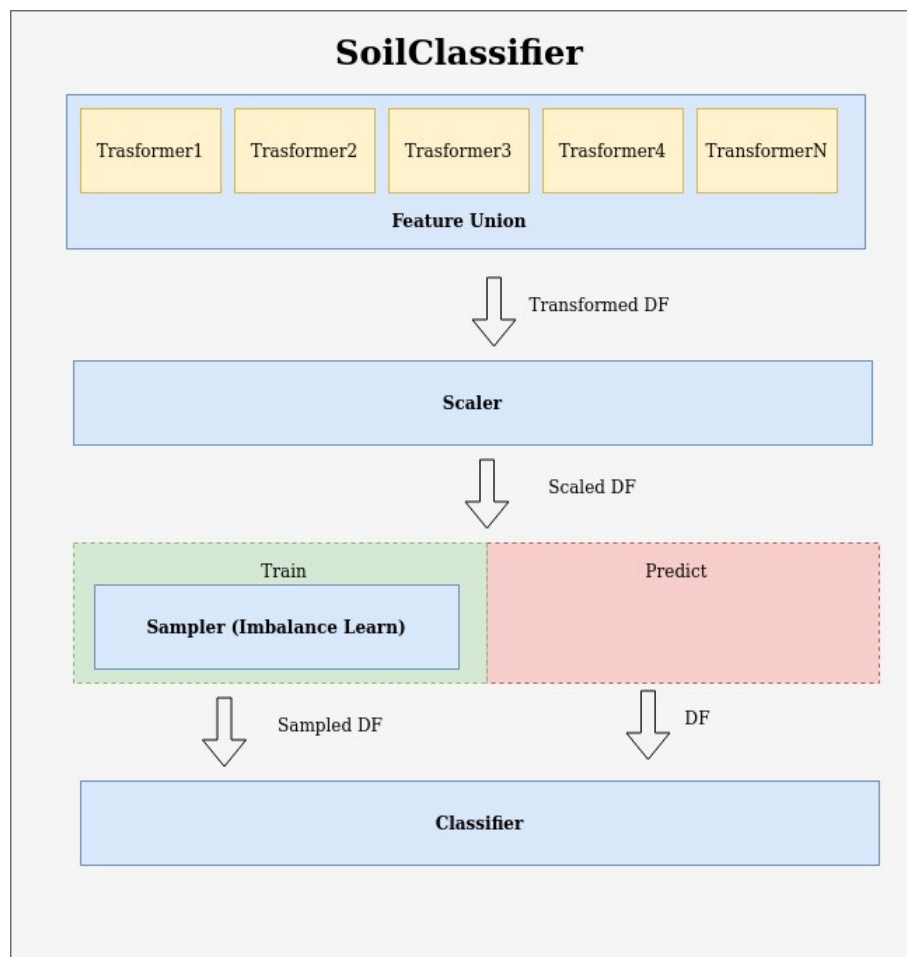 SoilClassifier
Trasformer1
Trasformer2
Trasformer3
Trasformer4
TransformerN
Feature Union
Transformed DF
Scaler
Scaled DF
Train
Predict
Sampler (Imbalance Learn)
Sampled DF
DF
Classifier